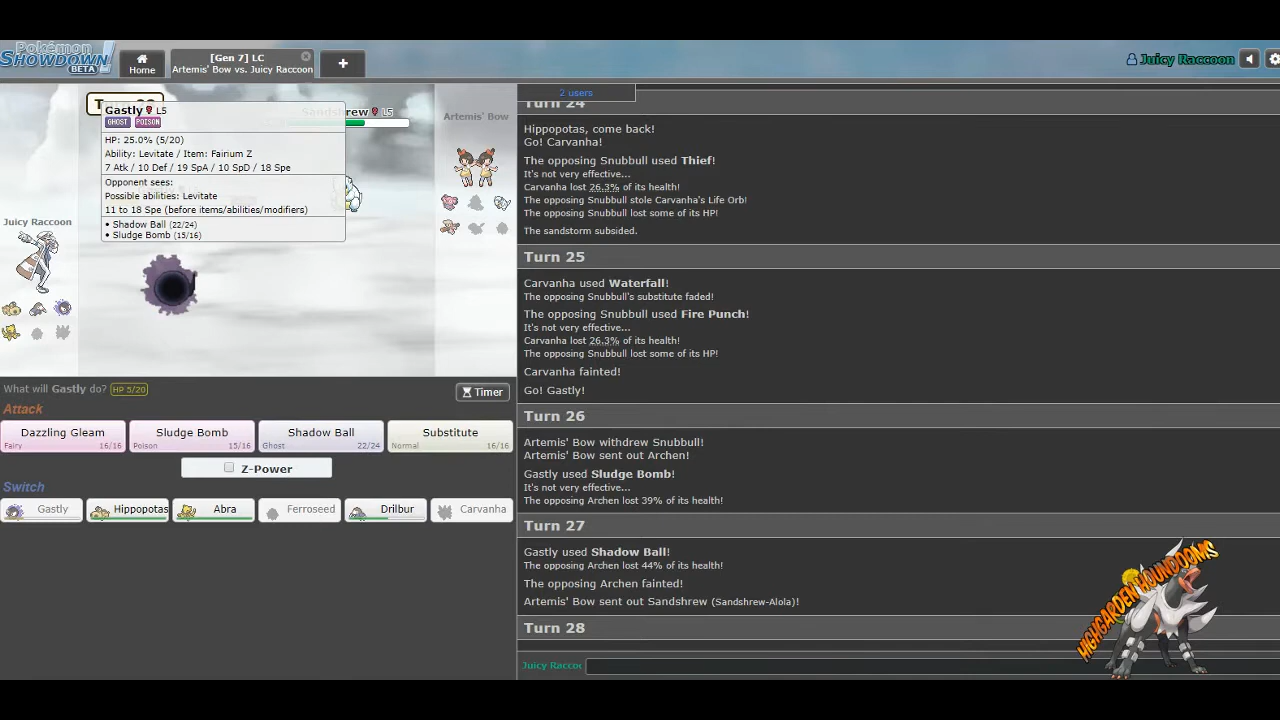 Pokémon
SHOWDOWN
BETA
Home
[Gen 7] LC
Artemis' Bow vs. Juicy Raccoon
+
Juicy Raccoon
2 users
Gastly L5
GHOST POISON
HP: 25.0% (5/20)
Ability: Levitate / Item: Fairium Z
7 Atk / 10 Def / 19 SpA / 10 SpD / 18 Spe
Opponent sees:
Possible abilities: Levitate
11 to 18 Spe (before items/abilities/modifiers)
• Shadow Ball (22/24)
• Sludge Bomb (15/16)
L5
Artemis' Bow
Juicy Raccoon
What will Gastly do? HP 5/20
Timer
Attack
Dazzling Gleam
Fairy 16/16
Sludge Bomb
Poison 15/16
Shadow Ball
Ghost 22/24
Substitute
Normal 16/16
Z-Power
Switch
Gastly
Hippopotas
Abra
Ferroseed
Drilbur
Carvanha
Turn 24
Hippopotas, come back!
Go! Carvanha!
The opposing Snubbull used Thief!
It's not very effective...
Carvanha lost 26.3% of its health!
The opposing Snubbull stole Carvanha's Life Orb!
The opposing Snubbull lost some of its HP!
The sandstorm subsided.
Turn 25
Carvanha used Waterfall!
The opposing Snubbull's substitute faded!
The opposing Snubbull used Fire Punch!
It's not very effective...
Carvanha lost 26.3% of its health!
The opposing Snubbull lost some of its HP!
Carvanha fainted!
Go! Gastly!
Turn 26
Artemis' Bow withdrew Snubbull!
Artemis' Bow sent out Archen!
Gastly used Sludge Bomb!
It's not very effective...
The opposing Archen lost 39% of its health!
Turn 27
Gastly used Shadow Ball!
The opposing Archen lost 44% of its health!
The opposing Archen fainted!
Artemis' Bow sent out Sandshrew (Sandshrew-Alola)!
Turn 28
Juicy Raccoo
HIGHGARDEN HOUNDOOMS